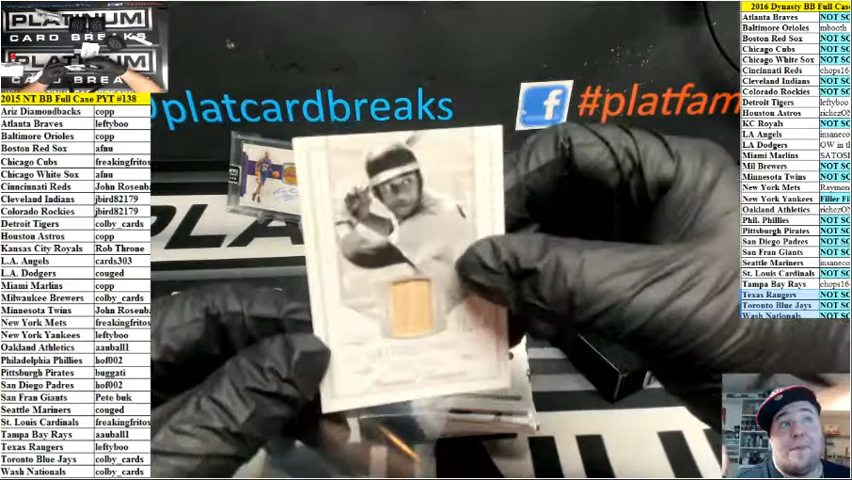 PLATINUM
CARD BREAKS
PLATINUM
CARD BREA
2015 NT BB Full Case PYT #138
Ariz Diamondbacks copp
Atlanta Braves leftyboo
Baltimore Orioles copp
Boston Red Sox afnu
Chicago Cubs freakingfritos
Chicago White Sox afnu
Cinncinnati Reds John Rosenb
Cleveland Indians jbird82179
Colorado Rockies jbird82179
Detroit Tigers colby_cards
Houston Astros copp
Kansas City Royals Rob Throne
L.A. Angels cards303
L.A. Dodgers couged
Miami Marlins copp
Milwaukee Brewers colby_cards
Minnesota Twins John Rosenb
New York Mets freakingfritos
New York Yankees leftyboo
Oakland Athletics aauball1
Philadelphia Phillies hof002
Pittsburgh Pirates buggati
San Diego Padres hof002
San Fran Giants Pete buk
Seattle Mariners couged
St. Louis Cardinals freakingfritos
Tampa Bay Rays aauball1
Texas Rangers leftyboo
Toronto Blue Jays colby_cards
Wash Nationals colby_cards
platcardbreaks
f #platfam
2016 Dynasty BB Full Case
Atlanta Braves NOT SO
Baltimore Orioles mbooth
Boston Red Sox NOT SO
Chicago Cubs NOT SO
Chicago White Sox NOT SO
Cincinnati Reds chops16
Cleveland Indians NOT SO
Colorado Rockies NOT SO
Detroit Tigers leftyboo
Houston Astros richezON
KC Royals NOT SO
LA Angels insaneco
LA Dodgers OW in th
Miami Marlins SATOSH
Mil Brewers NOT SO
Minnesota Twins NOT SO
New York Mets Raymon
New York Yankees Filler Fi
Oakland Athletics richezON
Phil. Phillies NOT SO
Pittsburgh Pirates NOT SO
San Diego Padres NOT SO
San Fran Giants NOT SO
Seattle Mariners insaneco
St. Louis Cardinals NOT SO
Tampa Bay Rays chops16
Texas Rangers NOT SO
Toronto Blue Jays NOT SO
Wash Nationals NOT SO